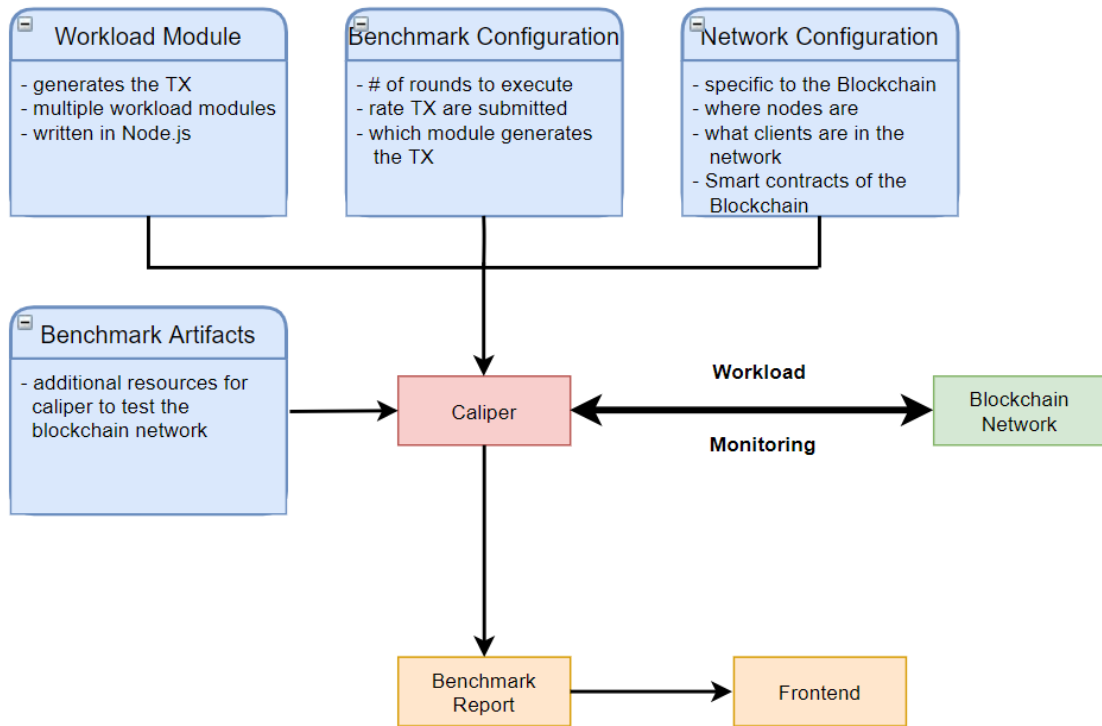 Workload Module
- generates the TX
- multiple workload modules
- written in Node.js
Benchmark Configuration
- # of rounds to execute
- rate TX are submitted
- which module generates
the TX
Network Configuration
- specific to the Blockchain
- where nodes are
- what clients are in the
network
- Smart contracts of the
Blockchain
Benchmark Artifacts
- additional resources for
caliper to test the
blockchain network
Caliper
Workload
Monitoring
Blockchain
Network
Benchmark
Report
Frontend